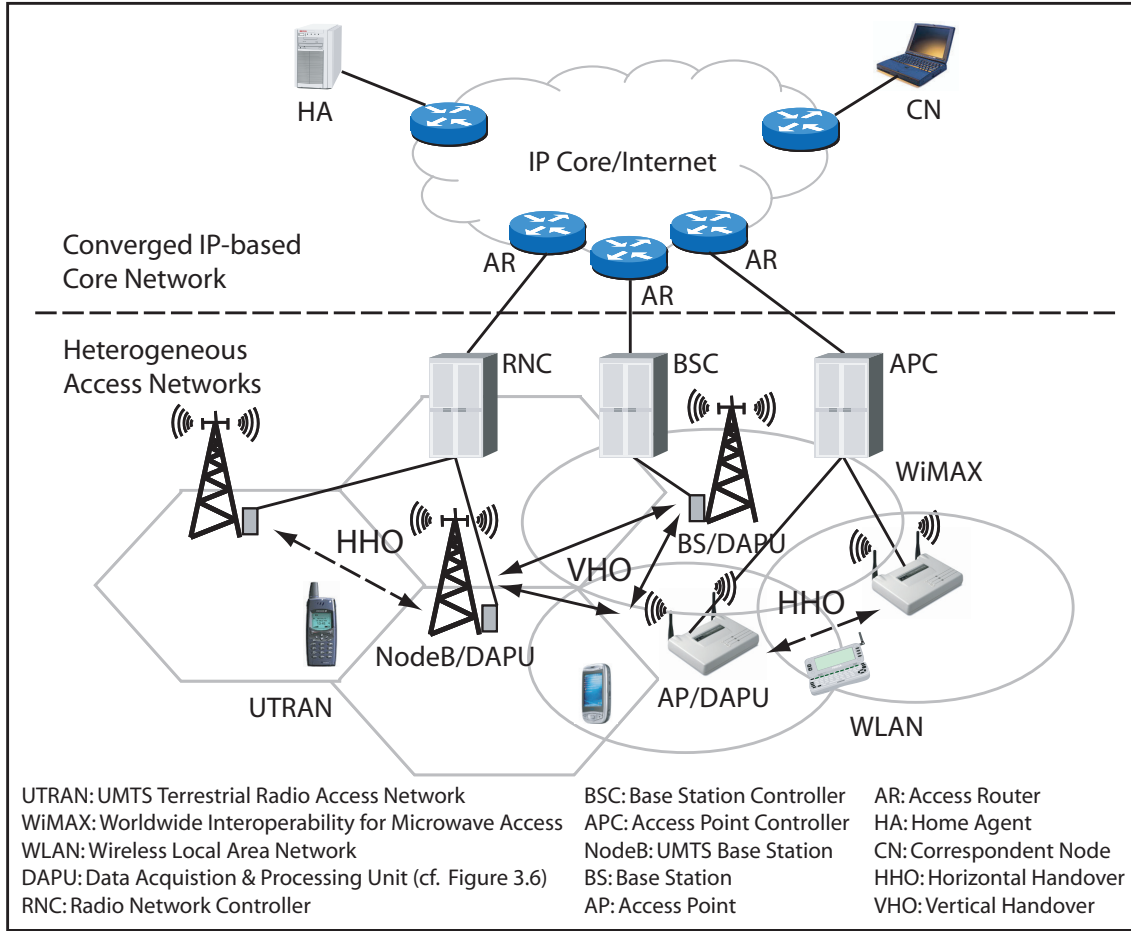 HA
CN
IP Core/Internet
Converged IP-based
Core Network
AR
AR
AR
Heterogeneous
Access Networks
RNC
BSC
APC
WiMAX
HHO
BS/DAPU
VHO
HHO
NodeB/DAPU
AP/DAPU
UTRAN
WLAN
UTRAN: UMTS Terrestrial Radio Access Network
WiMAX: Worldwide Interoperability for Microwave Access
WLAN: Wireless Local Area Network
DAPU: Data Acquistion & Processing Unit (cf. Figure 3.6)
RNC: Radio Network Controller
BSC: Base Station Controller
APC: Access Point Controller
NodeB: UMTS Base Station
BS: Base Station
AP: Access Point
AR: Access Router
HA: Home Agent
CN: Correspondent Node
HHO: Horizontal Handover
VHO: Vertical Handover